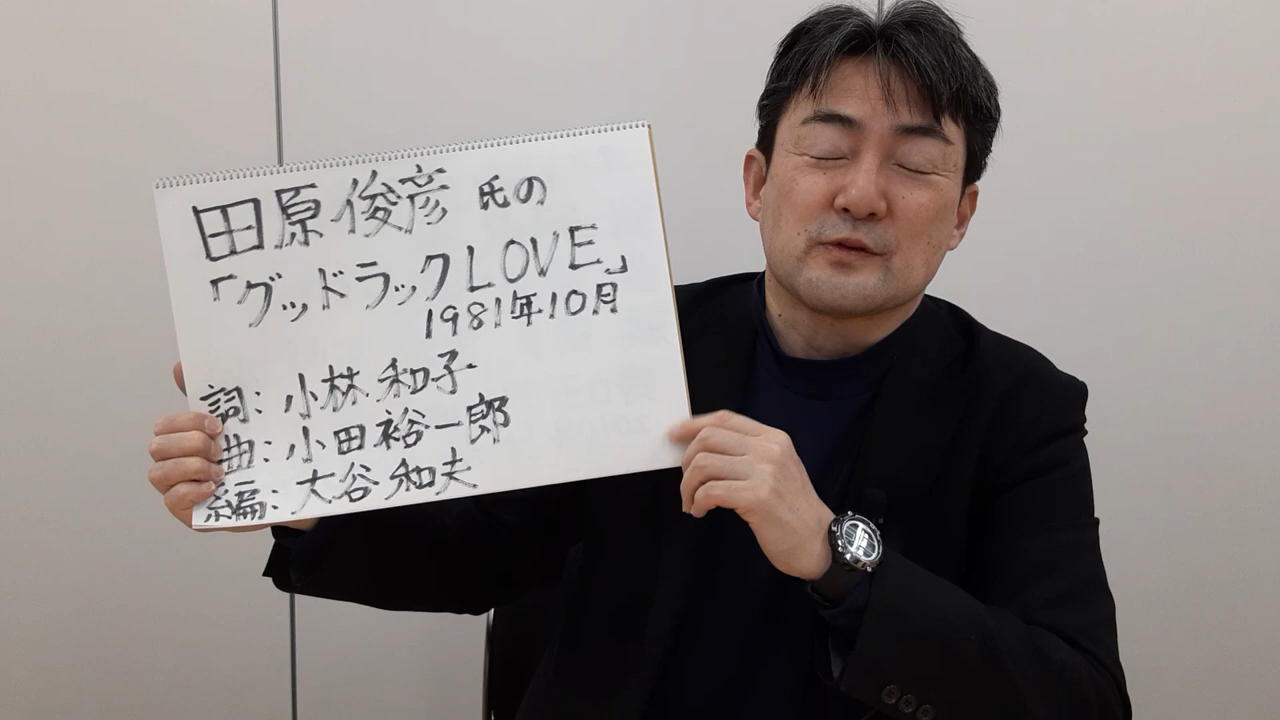 田原俊彦 氏の
「グッドラックLOVE」
1981年10月
詞: 小林和子
曲: 小田裕一郎
編: 大谷和夫